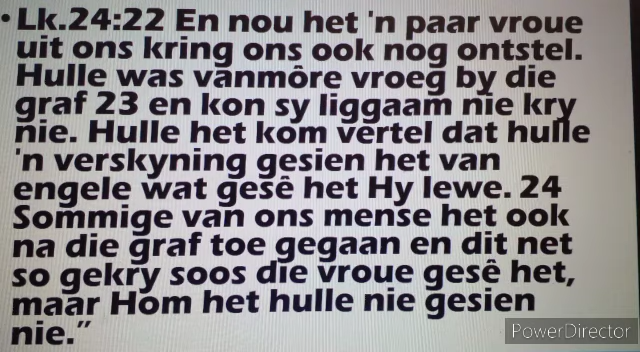 • Lk.24:22 En nou het 'n paar vroue
uit ons kring ons ook nog ontstel.
Hulle was vanmôre vroeg by die
graf 23 en kon sy liggaam nie kry
nie. Hulle het kom vertel dat hulle
'n verskyning gesien het van
engele wat gesê het Hy lewe. 24
Sommige van ons mense het ook
na die graf toe gegaan en dit net
so gekry soos die vroue gesê het,
maar Hom het hulle nie gesien
nie.”
PowerDirector